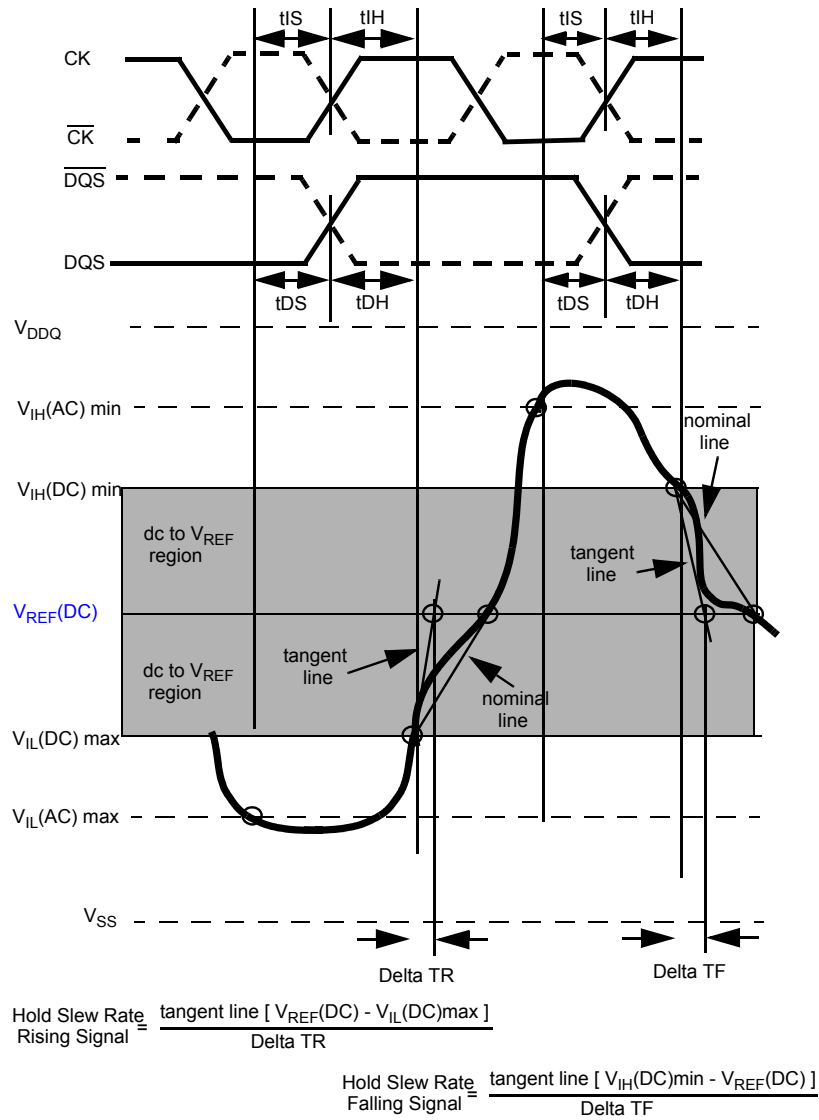 tIS tIH tIS tIH
CK
CK
DQS
DQS
tDS tDH tDS tDH
VDDQ
VIH(AC) min
nominal
line
VIH(DC) min
dc to VREF
region
tangent
line
VREF(DC)
dc to VREF
region
tangent
line
nominal
line
VIL(DC) max
VIL(AC) max
VSS
Delta TR
Delta TF
Hold Slew Rate
Rising Signal = tangent line [ VREF(DC) - VIL(DC)max ]
Delta TR
Hold Slew Rate
Falling Signal = tangent line [ VIH(DC)min - VREF(DC) ]
Delta TF